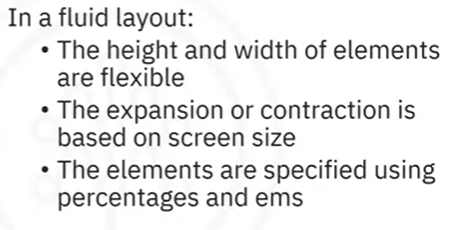 In a fluid layout:
• The height and width of elements
are flexible
• The expansion or contraction is
based on screen size
• The elements are specified using
percentages and ems